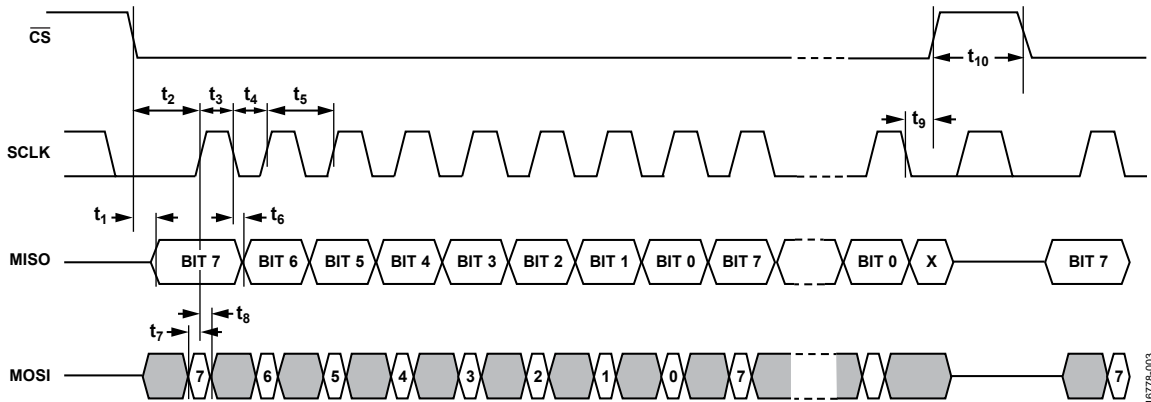 CS
t10
t2 t3 t4 t5
t9
SCLK
t1 t6
MISO BIT 7 BIT 6 BIT 5 BIT 4 BIT 3 BIT 2 BIT 1 BIT 0 BIT 7 BIT 0 X BIT 7
t7 t8
MOSI 7 6 5 4 3 2 1 0 7 7
16778-003